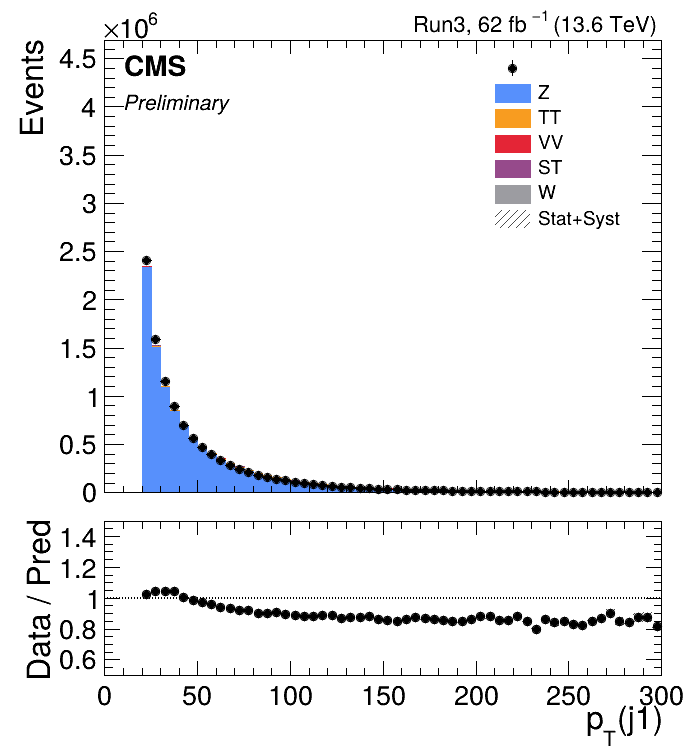 ×10⁶
Run3, 62 fb⁻¹ (13.6 TeV)
Events
CMS
Preliminary
Z
TT
VV
ST
W
Stat+Syst
4.5
4
3.5
3
2.5
2
1.5
1
0.5
0
Data / Pred
1.4
1.2
1
0.8
0.6
0 50 100 150 200 250 300
p_T(j1)